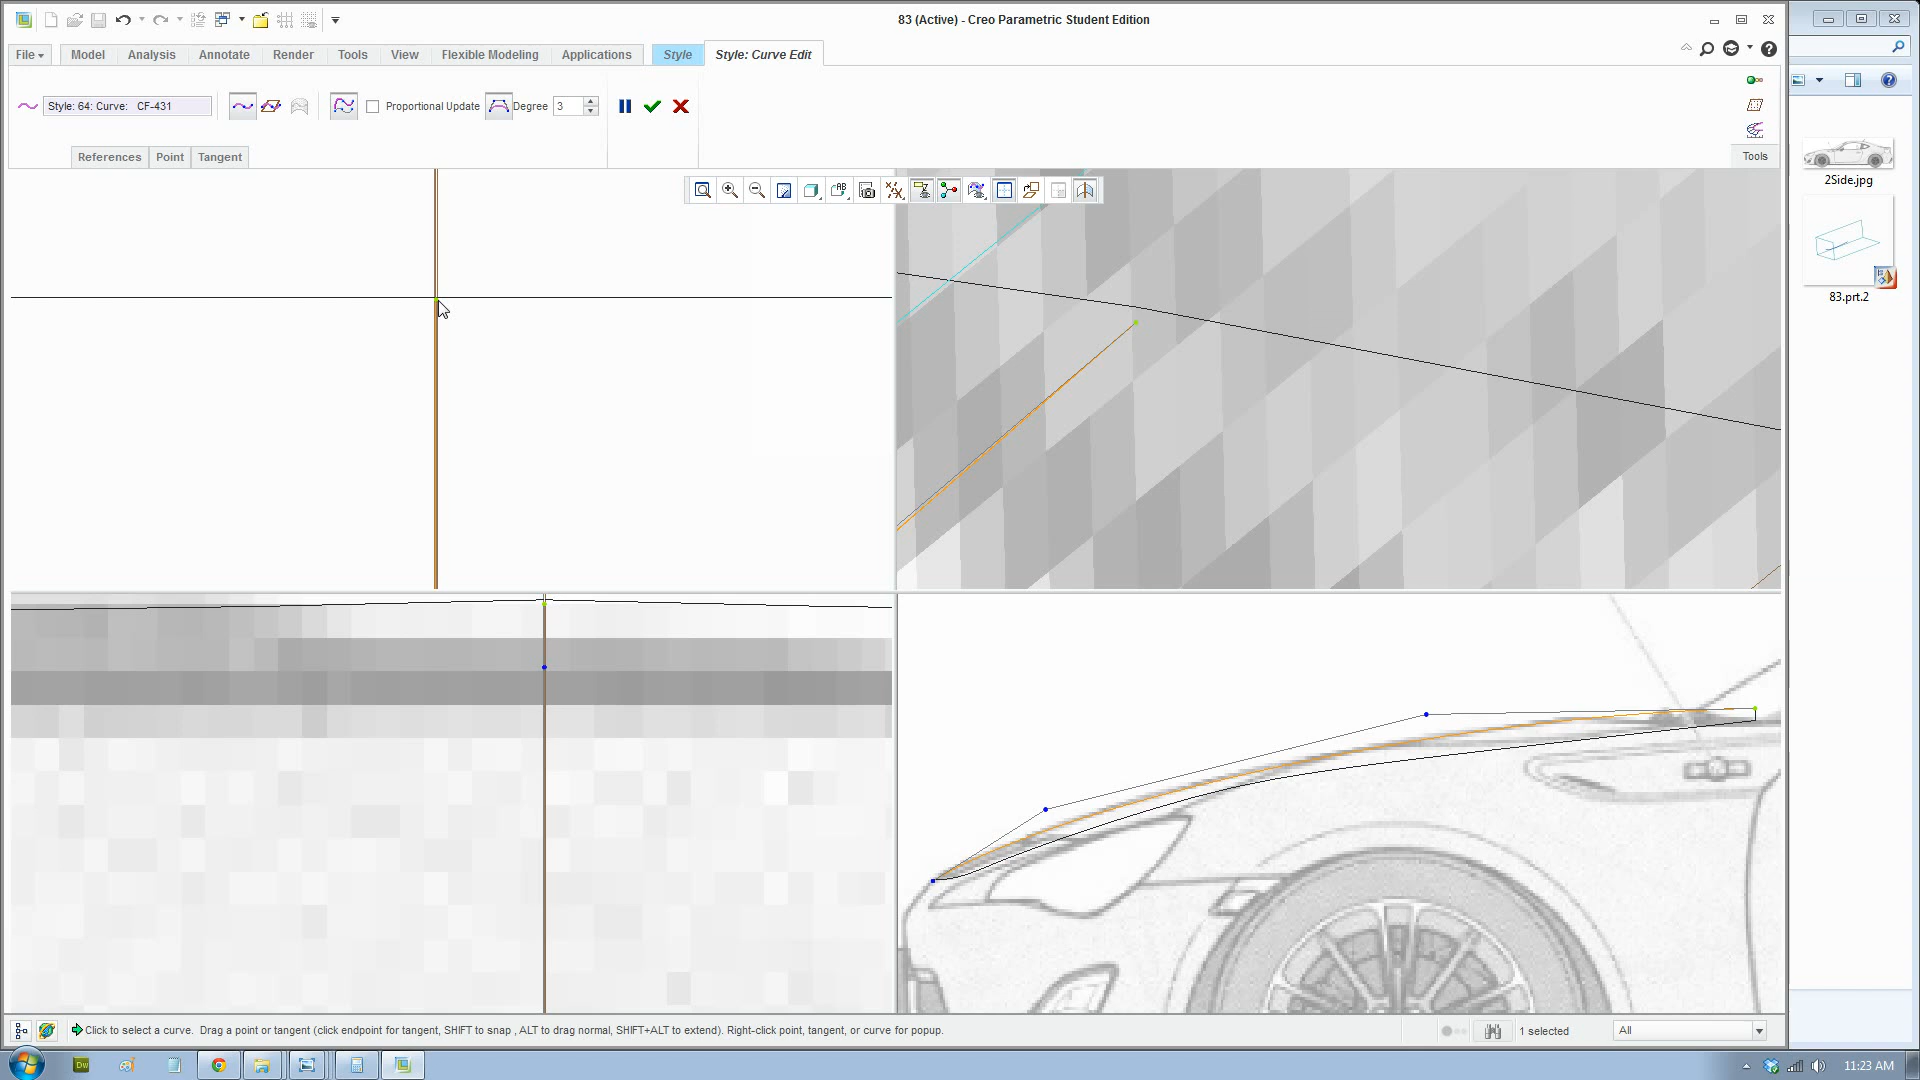 83 (Active) - Creo Parametric Student Edition
File
Model
Analysis
Annotate
Render
Tools
View
Flexible Modeling
Applications
Style
Style: Curve Edit
Style: 64: Curve: CF-431
Proportional Update
Degree
3
References
Point
Tangent
Tools
AB
2Side.jpg
83.prt.2
Click to select a curve. Drag a point or tangent (click endpoint for tangent, SHIFT to snap , ALT to drag normal, SHIFT+ALT to extend). Right-click point, tangent, or curve for popup.
1 selected
All
Dw
11:23 AM